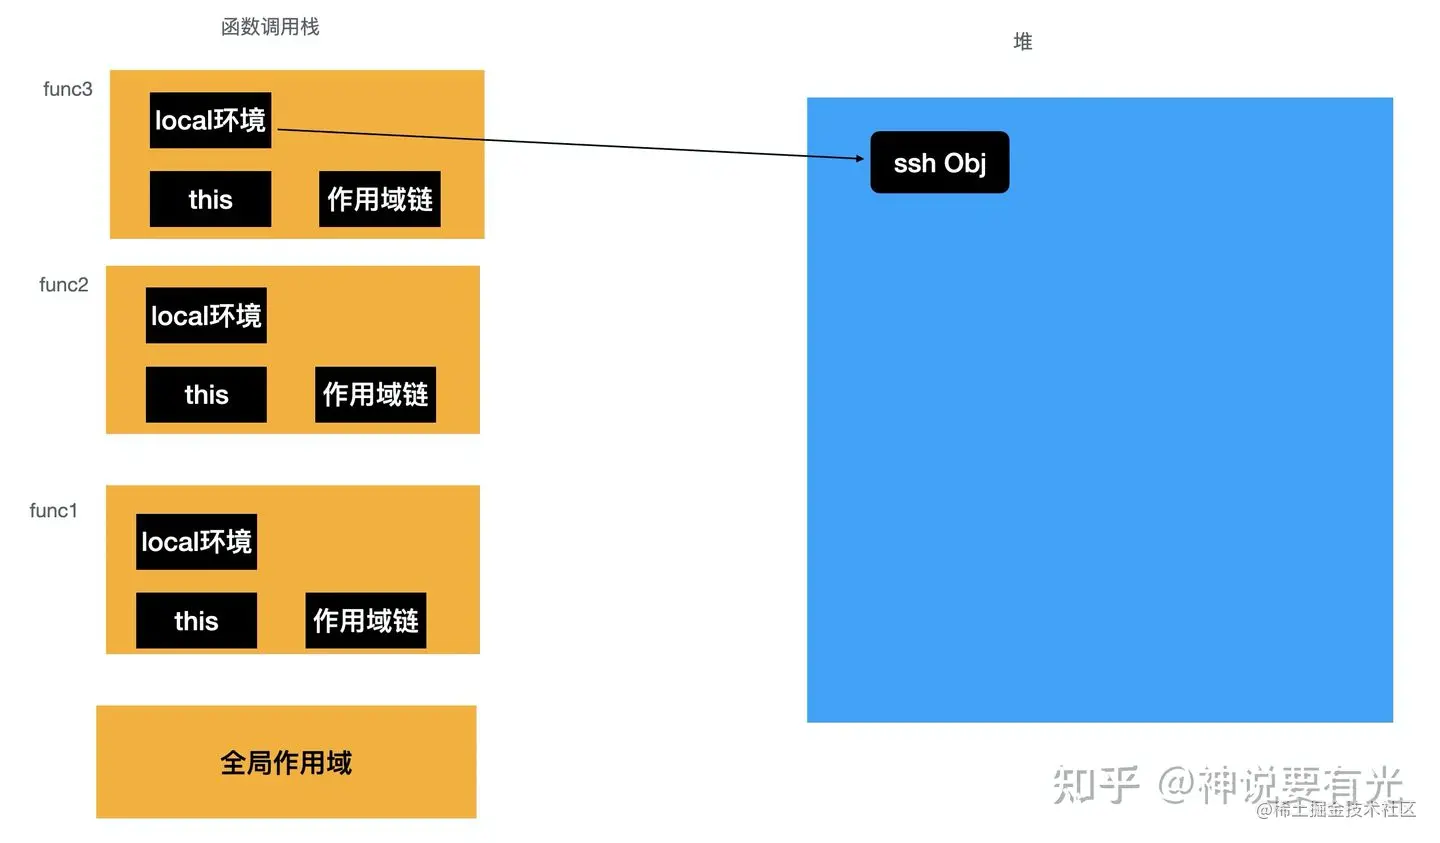 函数调用栈
堆
func3
local环境
this
作用域链
ssh Obj
func2
local环境
this
作用域链
func1
local环境
this
作用域链
全局作用域
知乎 @神说要有光
@稀土掘金技术社区